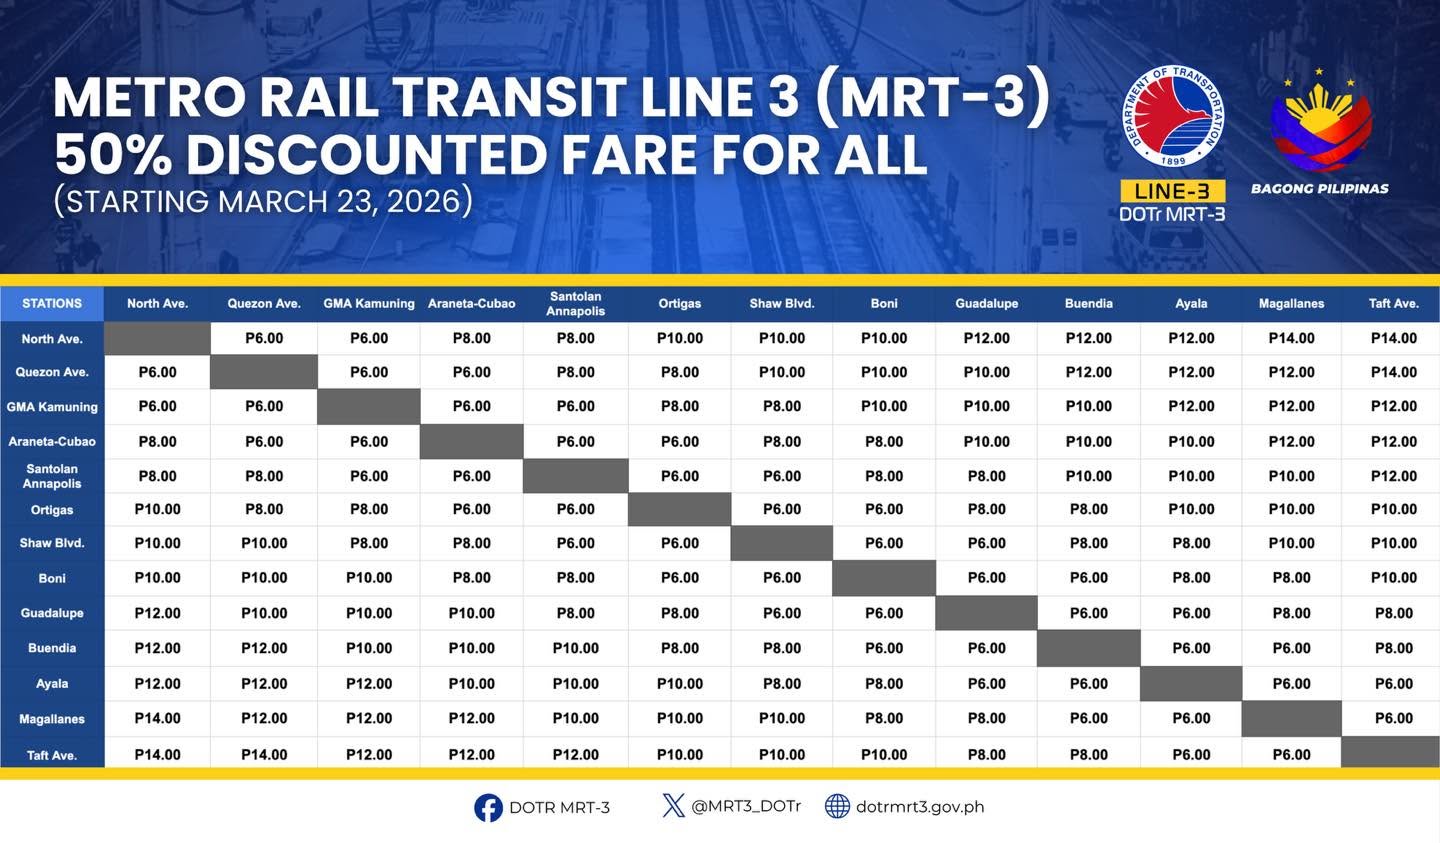 METRO RAIL TRANSIT LINE 3 (MRT-3)
50% DISCOUNTED FARE FOR ALL
(STARTING MARCH 23, 2026)
DEPARTMENT OF TRANSPORTATION
1899
LINE-3
DOTr MRT-3
BAGONG PILIPINAS
STATIONS North Ave. Quezon Ave. GMA Kamuning Araneta-Cubao Santolan Annapolis Ortigas Shaw Blvd. Boni Guadalupe Buendia Ayala Magallanes Taft Ave.
North Ave. P6.00 P6.00 P8.00 P8.00 P10.00 P10.00 P10.00 P12.00 P12.00 P12.00 P14.00 P14.00
Quezon Ave. P6.00 P6.00 P6.00 P8.00 P8.00 P10.00 P10.00 P10.00 P12.00 P12.00 P12.00 P14.00
GMA Kamuning P6.00 P6.00 P6.00 P6.00 P8.00 P8.00 P10.00 P10.00 P10.00 P12.00 P12.00 P12.00
Araneta-Cubao P8.00 P6.00 P6.00 P6.00 P6.00 P8.00 P8.00 P10.00 P10.00 P10.00 P12.00 P12.00
Santolan Annapolis P8.00 P8.00 P6.00 P6.00 P6.00 P6.00 P8.00 P8.00 P10.00 P10.00 P10.00 P12.00
Ortigas P10.00 P8.00 P8.00 P6.00 P6.00 P6.00 P6.00 P8.00 P8.00 P10.00 P10.00 P10.00
Shaw Blvd. P10.00 P10.00 P8.00 P8.00 P6.00 P6.00 P6.00 P6.00 P8.00 P8.00 P10.00 P10.00
Boni P10.00 P10.00 P10.00 P8.00 P8.00 P6.00 P6.00 P6.00 P6.00 P8.00 P8.00 P10.00
Guadalupe P12.00 P10.00 P10.00 P10.00 P8.00 P8.00 P6.00 P6.00 P6.00 P6.00 P8.00 P8.00
Buendia P12.00 P12.00 P10.00 P10.00 P10.00 P8.00 P8.00 P6.00 P6.00 P6.00 P6.00 P8.00
Ayala P12.00 P12.00 P12.00 P10.00 P10.00 P10.00 P8.00 P8.00 P6.00 P6.00 P6.00 P6.00
Magallanes P14.00 P12.00 P12.00 P12.00 P10.00 P10.00 P10.00 P8.00 P8.00 P6.00 P6.00 P6.00
Taft Ave. P14.00 P14.00 P12.00 P12.00 P12.00 P10.00 P10.00 P10.00 P8.00 P8.00 P6.00 P6.00
DOTR MRT-3 @MRT3_DOTr dotrmrt3.gov.ph